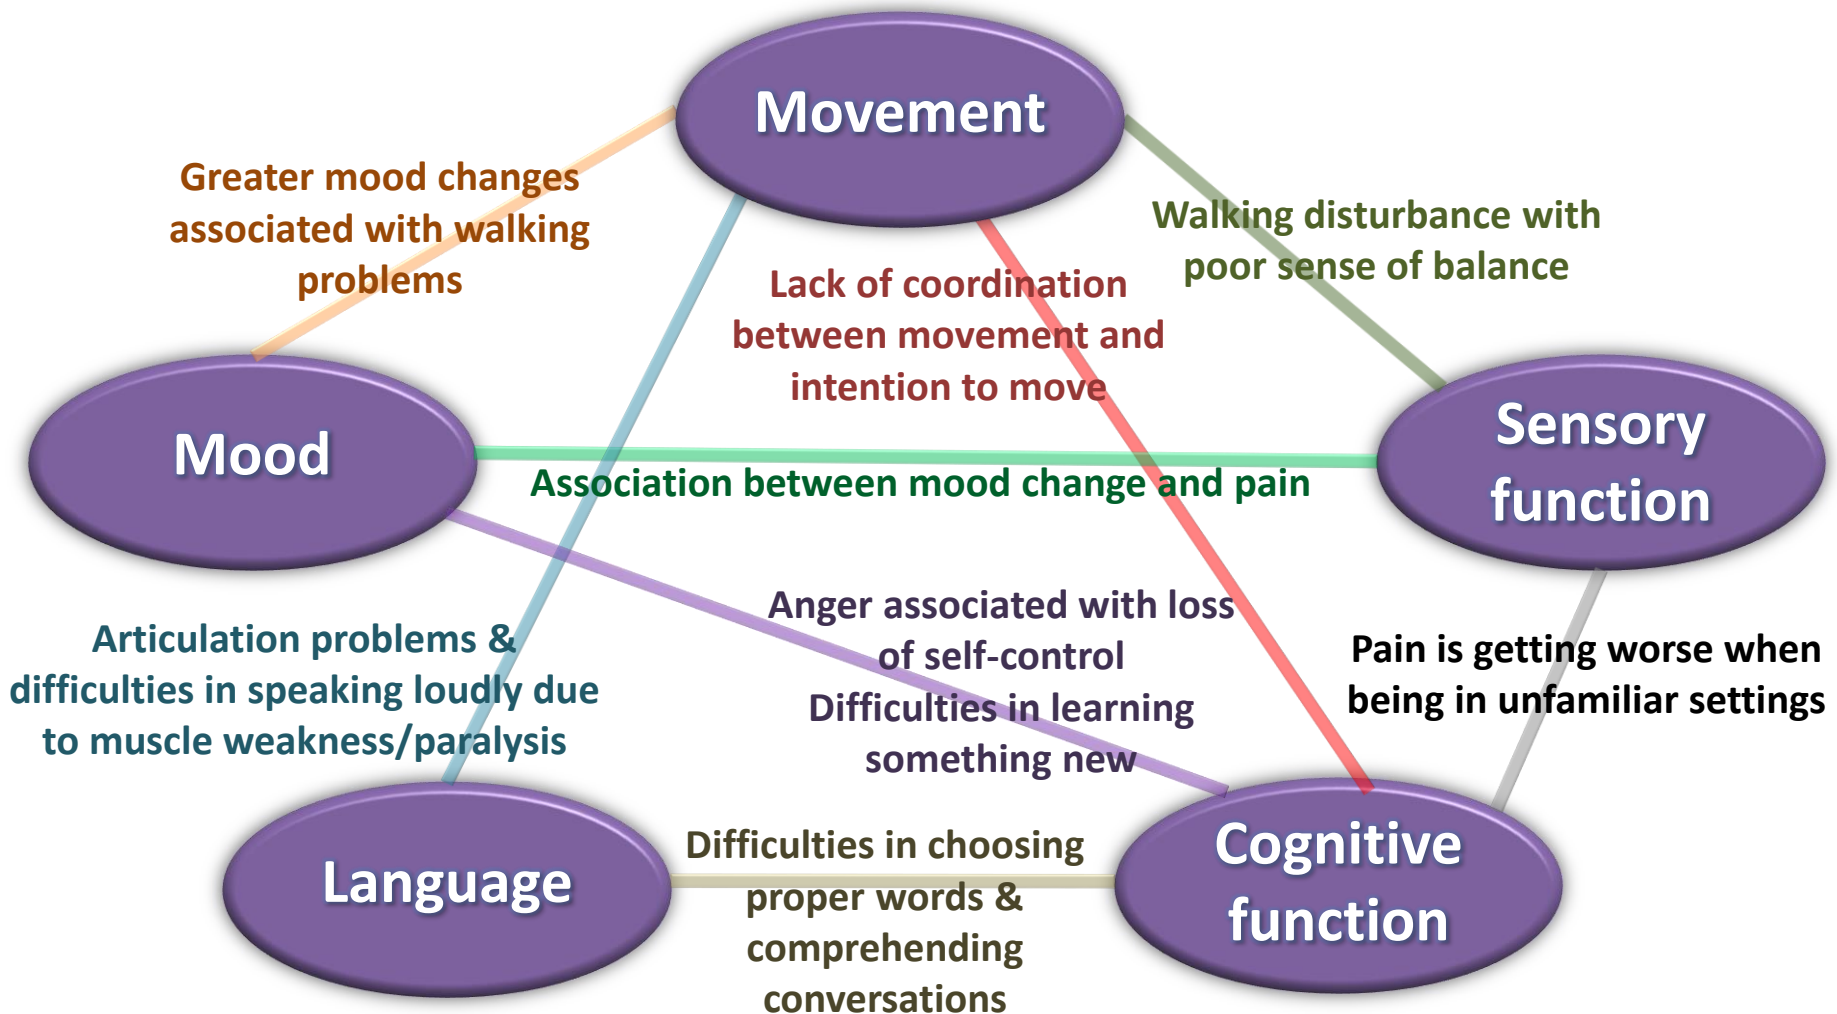 Movement
Greater mood changes
associated with walking
problems
Walking disturbance with
poor sense of balance
Lack of coordination
between movement and
intention to move
Mood
Sensory
function
Association between mood change and pain
Articulation problems &
difficulties in speaking loudly due
to muscle weakness/paralysis
Anger associated with loss
of self-control
Difficulties in learning
something new
Pain is getting worse when
being in unfamiliar settings
Language
Difficulties in choosing
proper words &
comprehending
conversations
Cognitive
function